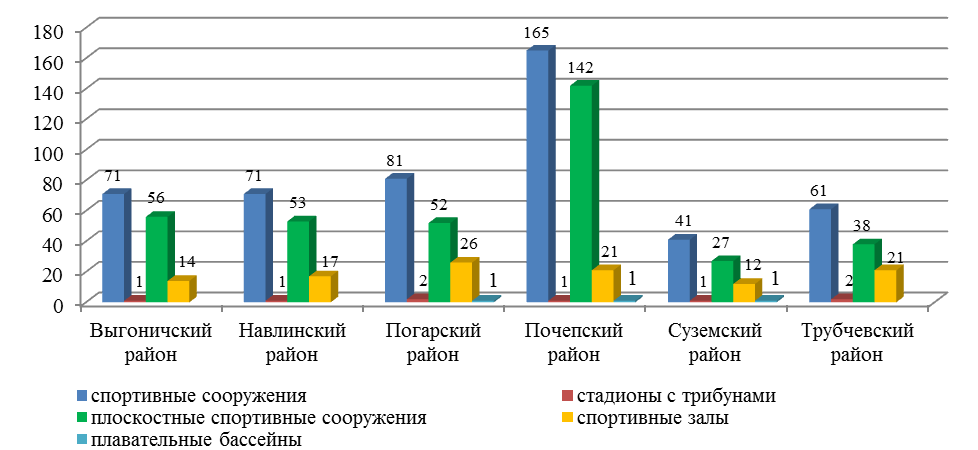 180
160
140
120
100
80
60
40
20
0
165
142
71 56 1 14
71 53 1 17
81 52 2 26 1
1 21 1
41 27 1 12 1
61 38 2 21
Выгоничский район
Навлинский район
Погарский район
Почепский район
Суземский район
Трубчевский район
спортивные сооружения
стадионы с трибунами
плоскостные спортивные сооружения
спортивные залы
плавательные бассейны